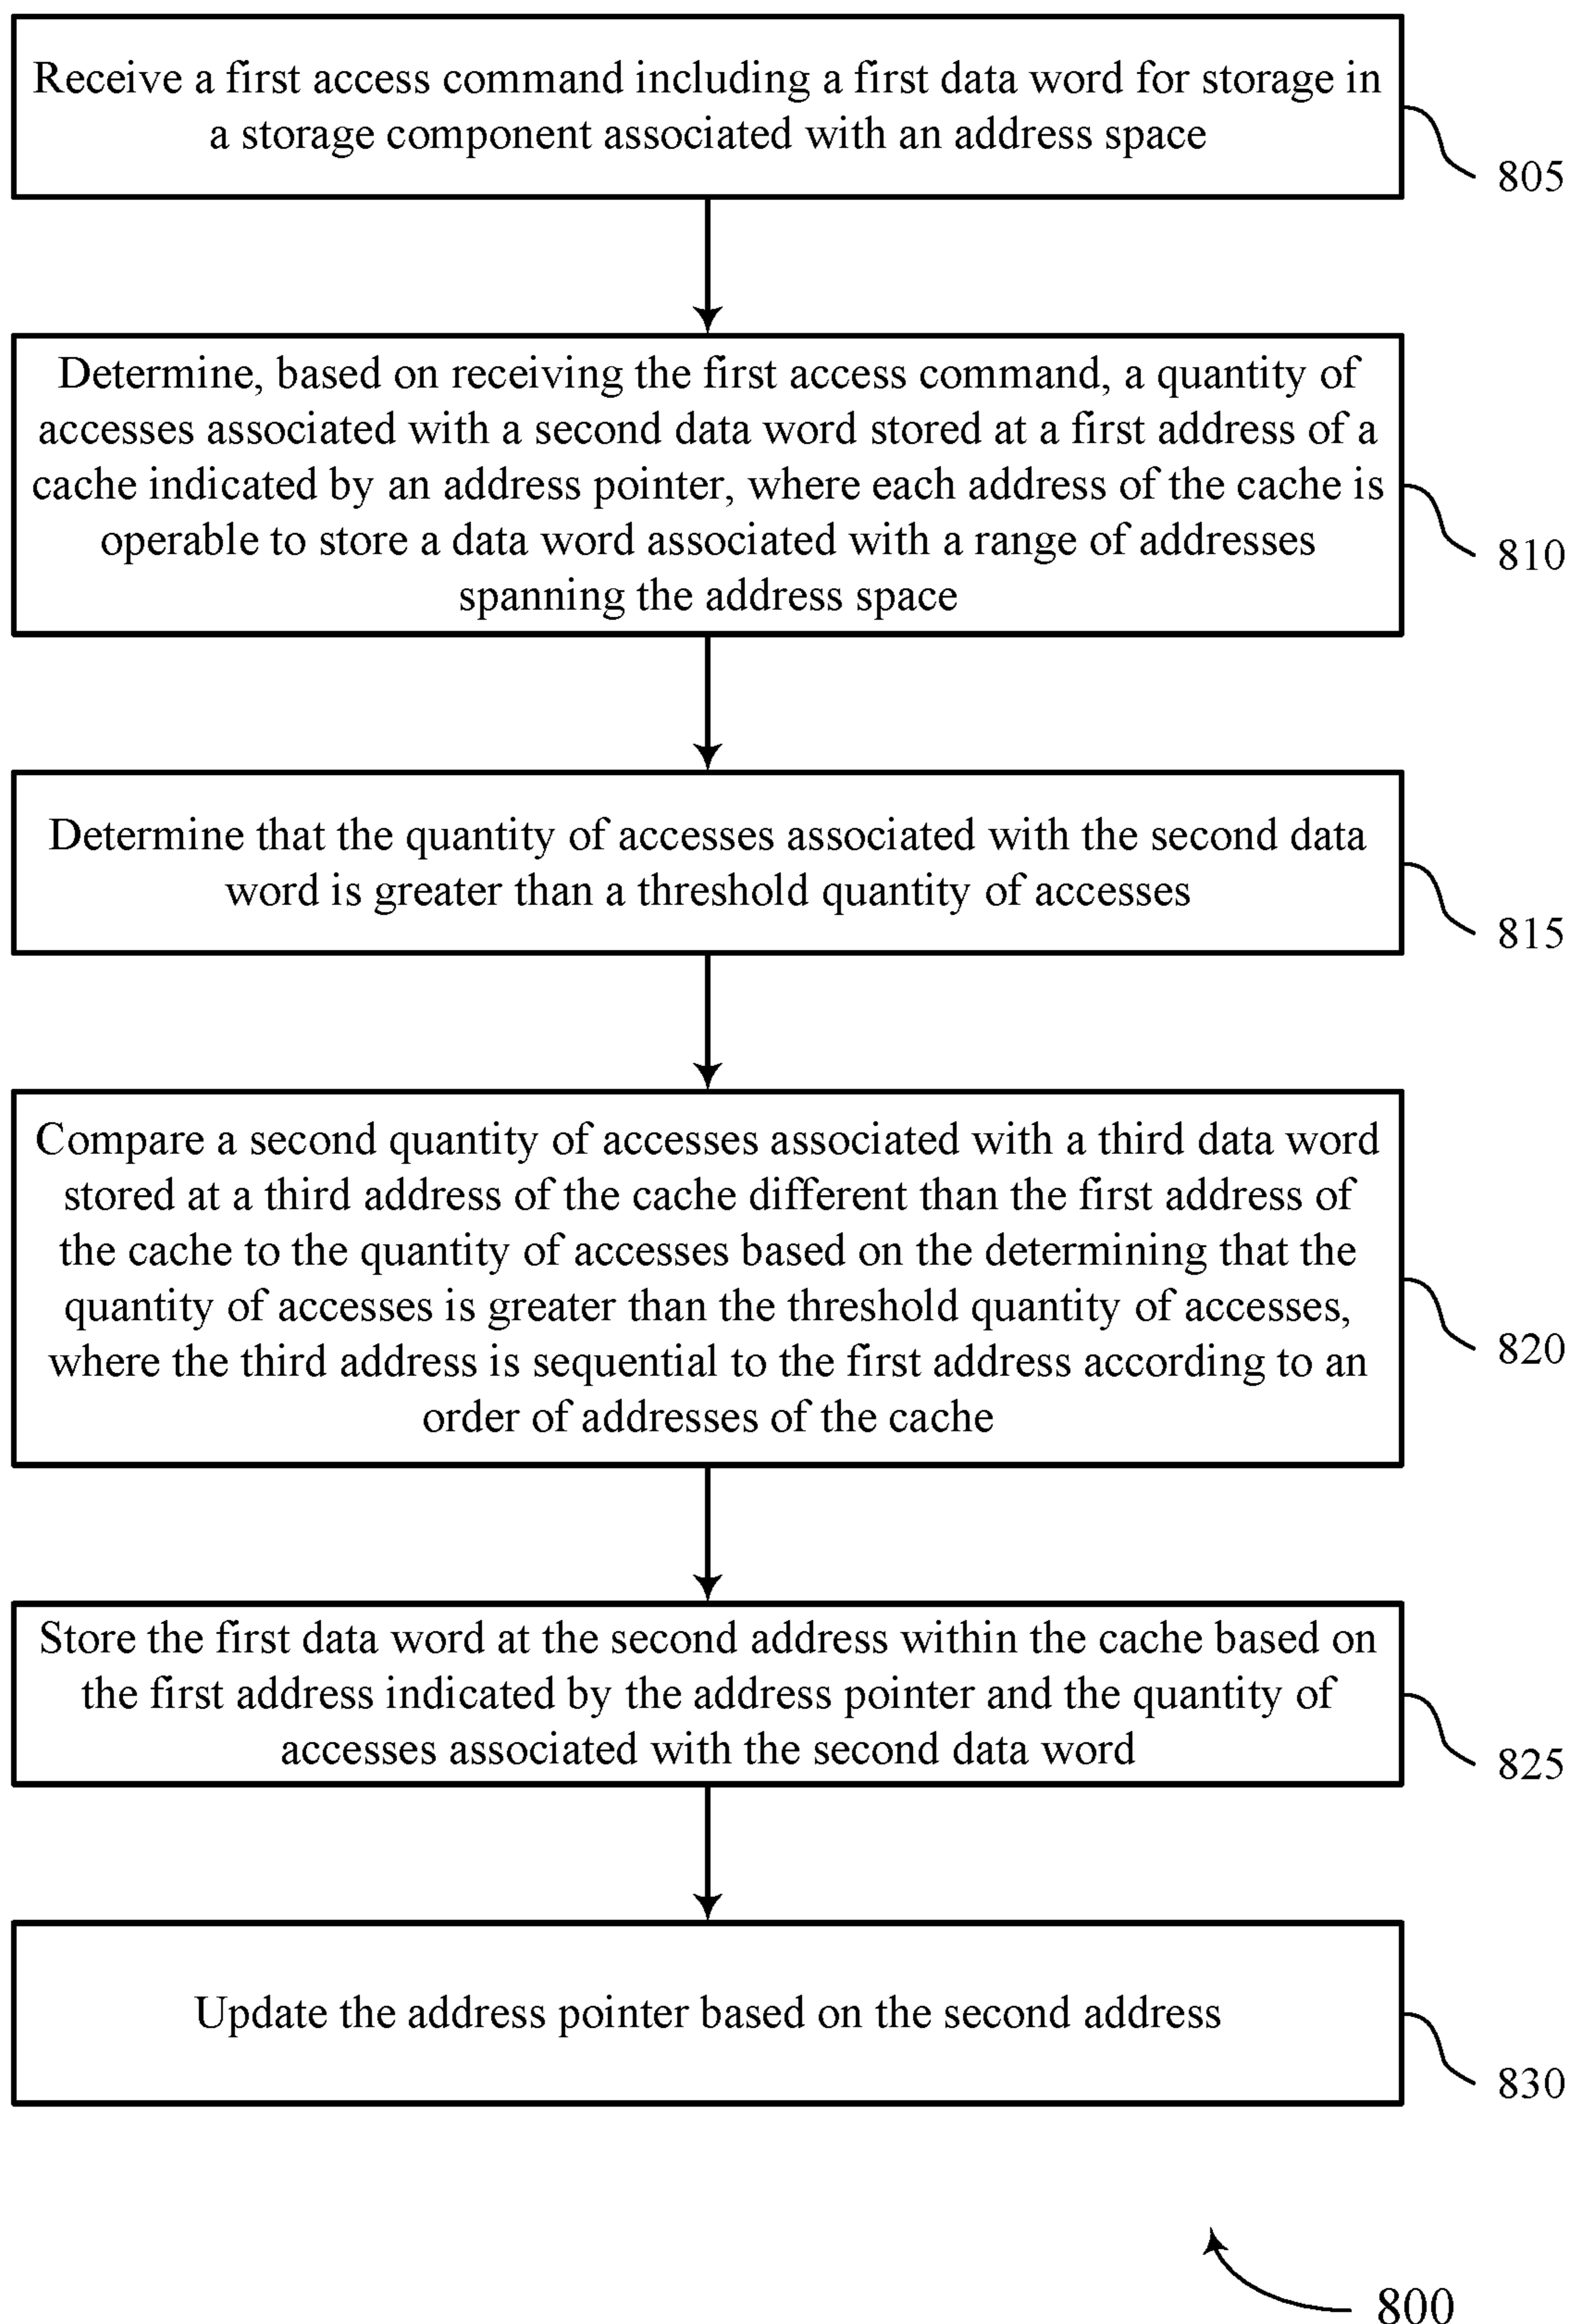 Receive a first access command including a first data word for storage in
a storage component associated with an address space
805
Determine, based on receiving the first access command, a quantity of
accesses associated with a second data word stored at a first address of a
cache indicated by an address pointer, where each address of the cache is
operable to store a data word associated with a range of addresses
spanning the address space
810
Determine that the quantity of accesses associated with the second data
word is greater than a threshold quantity of accesses
815
Compare a second quantity of accesses associated with a third data word
stored at a third address of the cache different than the first address of
the cache to the quantity of accesses based on the determining that the
quantity of accesses is greater than the threshold quantity of accesses,
where the third address is sequential to the first address according to an
order of addresses of the cache
820
Store the first data word at the second address within the cache based on
the first address indicated by the address pointer and the quantity of
accesses associated with the second data word
825
Update the address pointer based on the second address
830
800